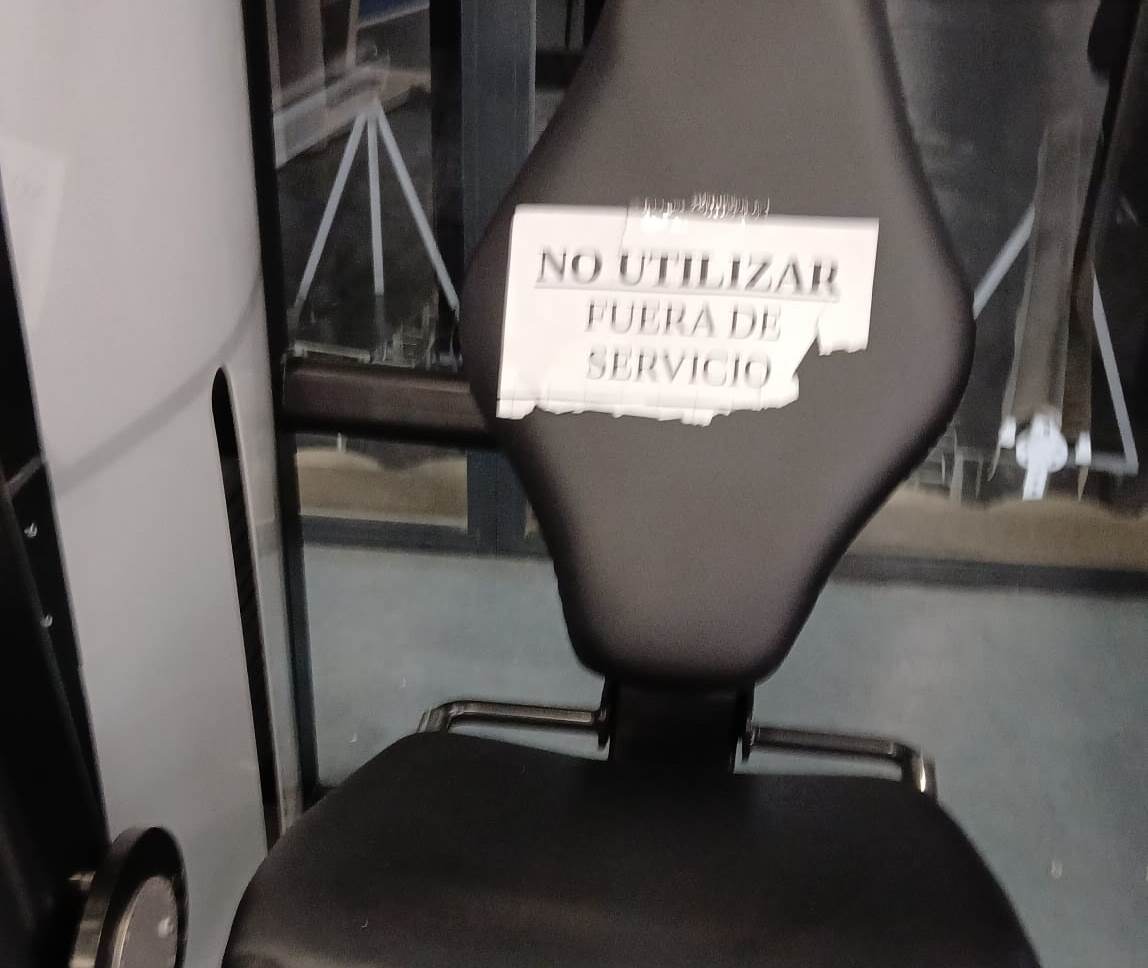 NO UTILIZAR
FUERA DE
SERVICIO